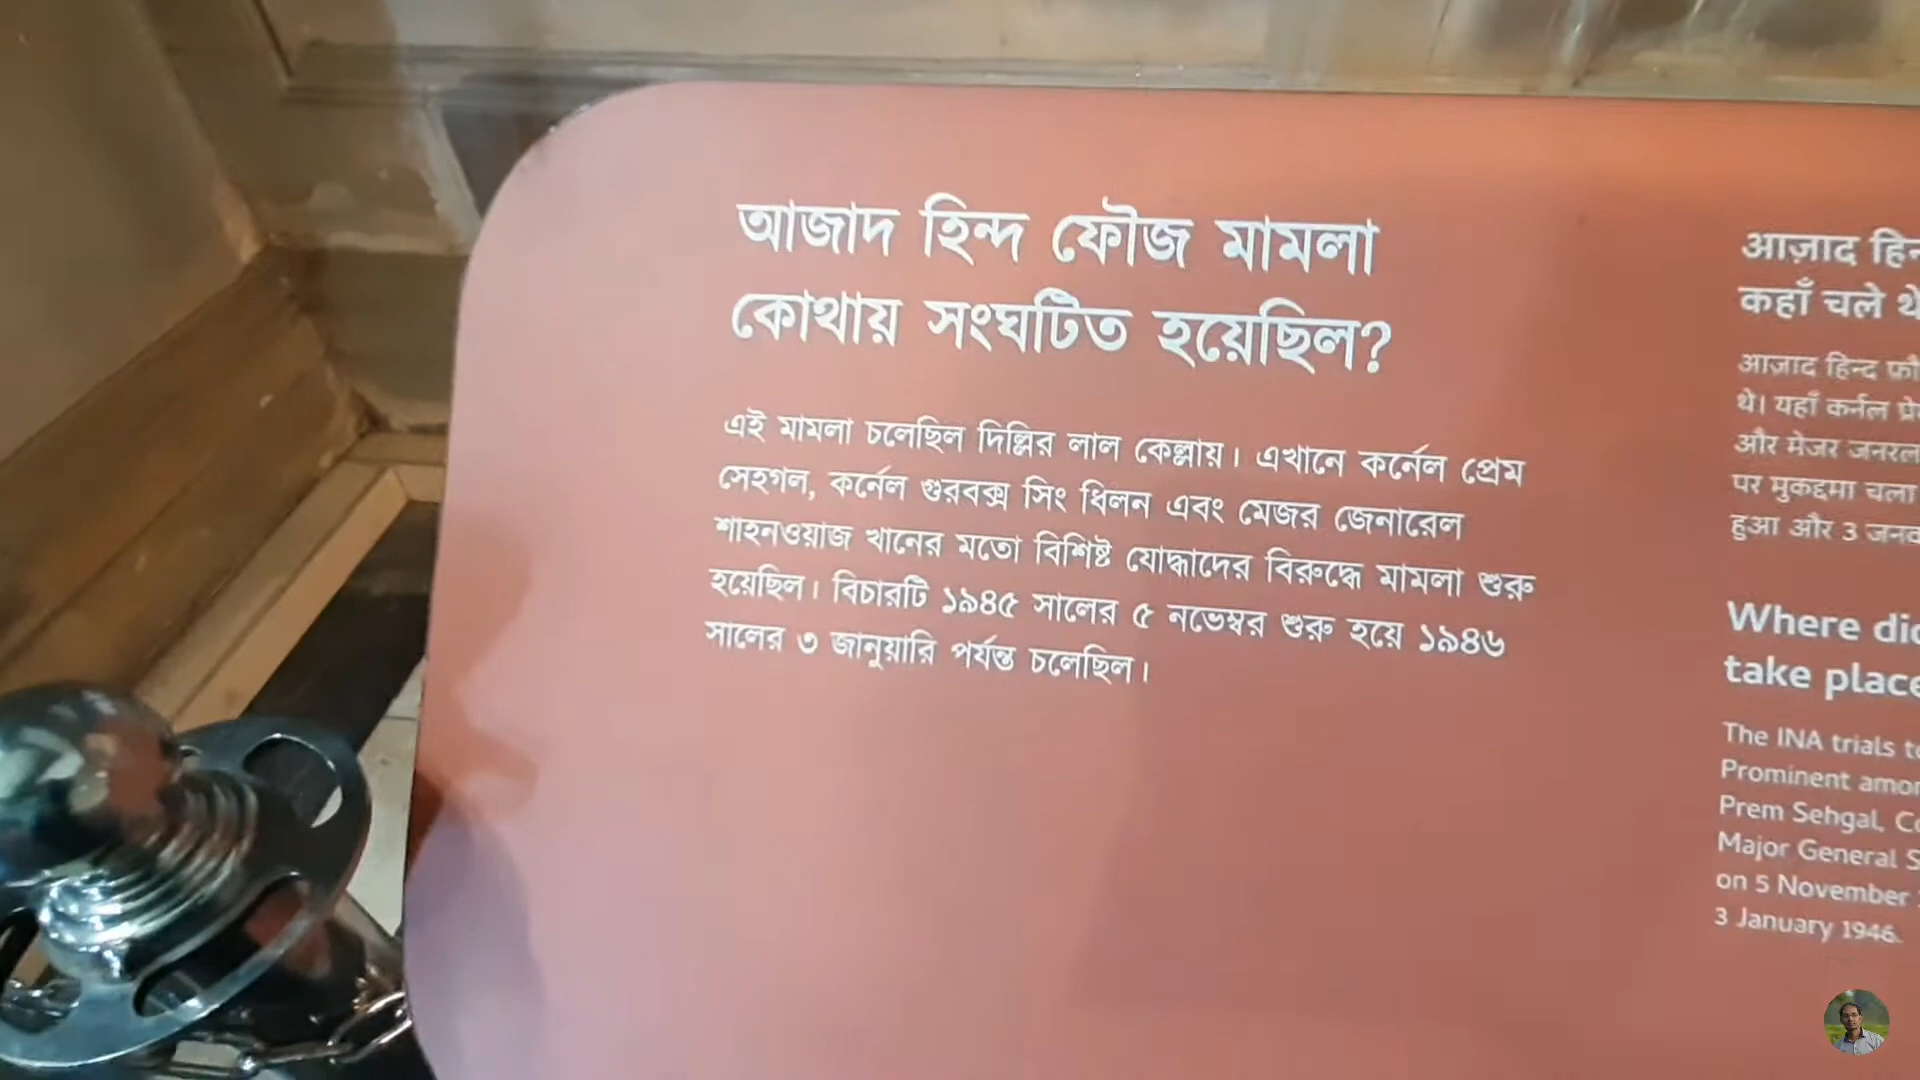 আজাদ হিন্দ ফৌজ মামলা
কোথায় সংঘটিত হয়েছিল?
এই মামলা চলেছিল দিল্লির লাল কেল্লায়। এখানে কর্নেল প্রেম
সেহগল, কর্নেল গুরবক্স সিং ধিলন এবং মেজর জেনারেল
শাহনওয়াজ খানের মতো বিশিষ্ট যোদ্ধাদের বিরুদ্ধে মামলা শুরু
হয়েছিল। বিচারটি ১৯৪৫ সালের ৫ নভেম্বর শুরু হয়ে ১৯৪৬
সালের ৩ জানুয়ারি পর্যন্ত চলেছিল।
आज़ाद
कहाँ चले
आज़ाद हिन्द
थे। यहाँ कर्नल
और मेजर जनरल
पर मुकद्दमा चला
हुआ और 3
Where
take place
The INA trials
Prominent
Prem Sehgal,
Major General
on 5 November
3 January 1946.